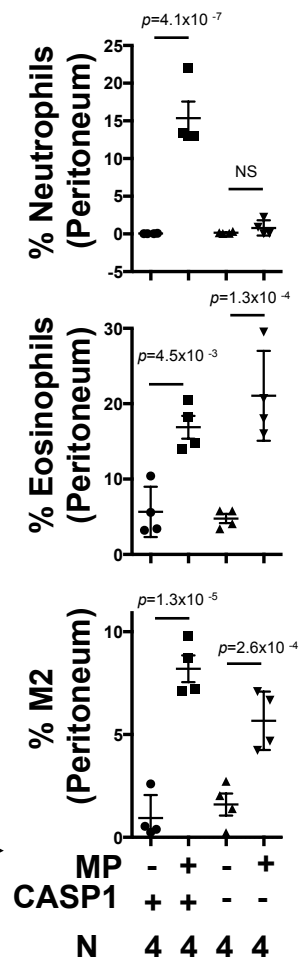 p=4.1x10 -7
% Neutrophils
(Peritoneum)
25
20
15
10
5
0
-5
NS
p=1.3x10 -4
% Eosinophils
(Peritoneum)
30
20
10
0
p=4.5x10 -3
p=1.3x10 -5
% M2
(Peritoneum)
10
5
0
p=2.6x10 -4
MP - + - +
CASP1 + + - -
N 4 4 4 4